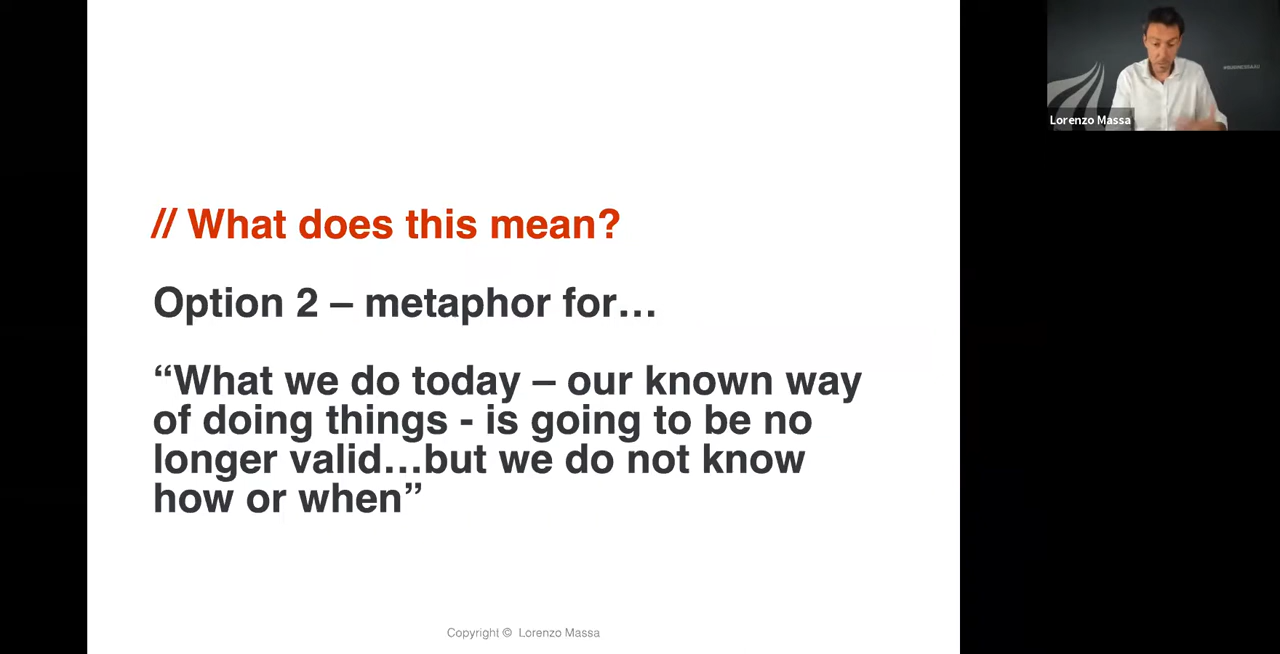 // What does this mean?
Option 2 – metaphor for…
“What we do today – our known way
of doing things - is going to be no
longer valid…but we do not know
how or when”
Copyright © Lorenzo Massa
Lorenzo Massa